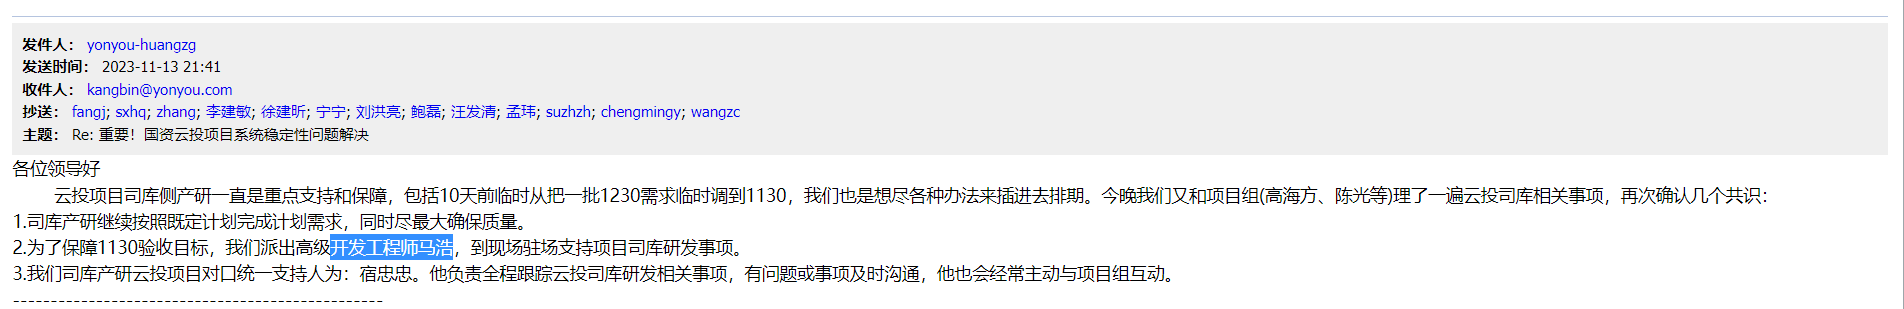 发件人： yonyou-huangzg
发送时间： 2023-11-13 21:41
收件人： kangbin@yonyou.com
抄送： fangj; sxhq; zhang; 李建敏; 徐建昕; 宁宁; 刘洪亮; 鲍磊; 汪发清; 孟玮; suzhzh; chengmingy; wangzc
主题： Re: 重要！国资云投项目系统稳定性问题解决
各位领导好
云投项目司库侧产研一直是重点支持和保障，包括10天前临时从把一批1230需求临时调到1130，我们也是想尽各种办法来插进去排期。今晚我们又和项目组(高海方、陈光等)理了一遍云投司库相关事项，再次确认几个共识：
1.司库产研继续按照既定计划完成计划需求，同时尽最大确保质量。
2.为了保障1130验收目标，我们派出高级开发工程师马浩，到现场驻场支持项目司库研发事项。
3.我们司库产研云投项目对口统一支持人为：宿忠忠。他负责全程跟踪云投司库研发相关事项，有问题或事项及时沟通，他也会经常主动与项目组互动。
--------------------------------------------------